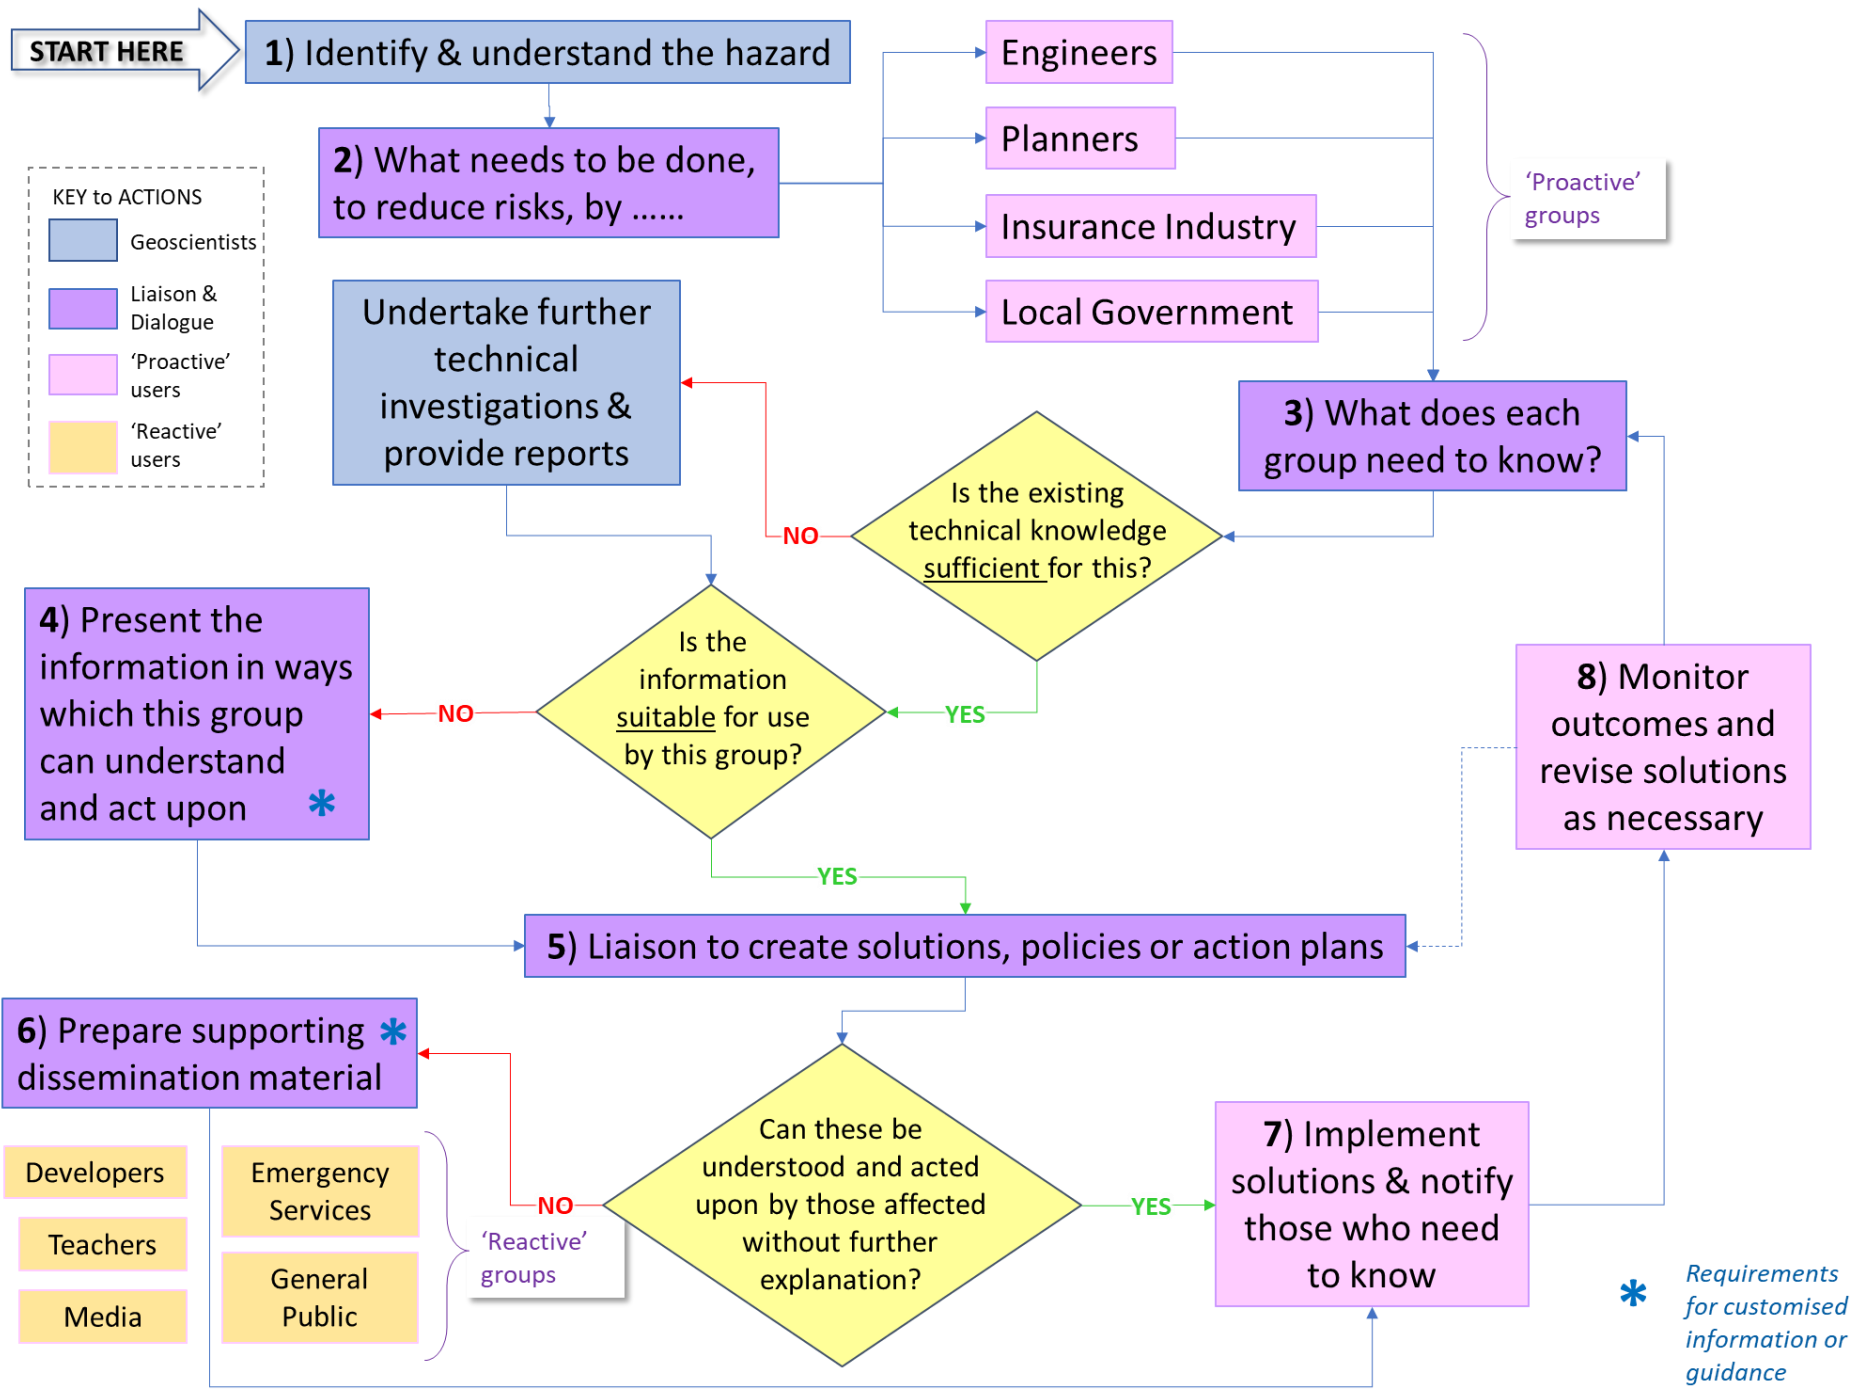 START HERE
1) Identify & understand the hazard
2) What needs to be done,
to reduce risks, by ......
Engineers
Planners
Insurance Industry
Local Government
‘Proactive’
groups
KEY to ACTIONS
Geoscientists
Liaison &
Dialogue
‘Proactive’
users
‘Reactive’
users
Undertake further
technical
investigations &
provide reports
3) What does each
group need to know?
Is the existing
technical knowledge
sufficient for this?
NO
YES
Is the
information
suitable for use
by this group?
NO
YES
4) Present the
information in ways
which this group
can understand
and act upon *
5) Liaison to create solutions, policies or action plans
8) Monitor
outcomes and
revise solutions
as necessary
6) Prepare supporting *
dissemination material
Can these be
understood and acted
upon by those affected
without further
explanation?
NO
YES
7) Implement
solutions & notify
those who need
to know
Developers
Teachers
Media
Emergency
Services
General
Public
‘Reactive’
groups
* Requirements
for customised
information or
guidance